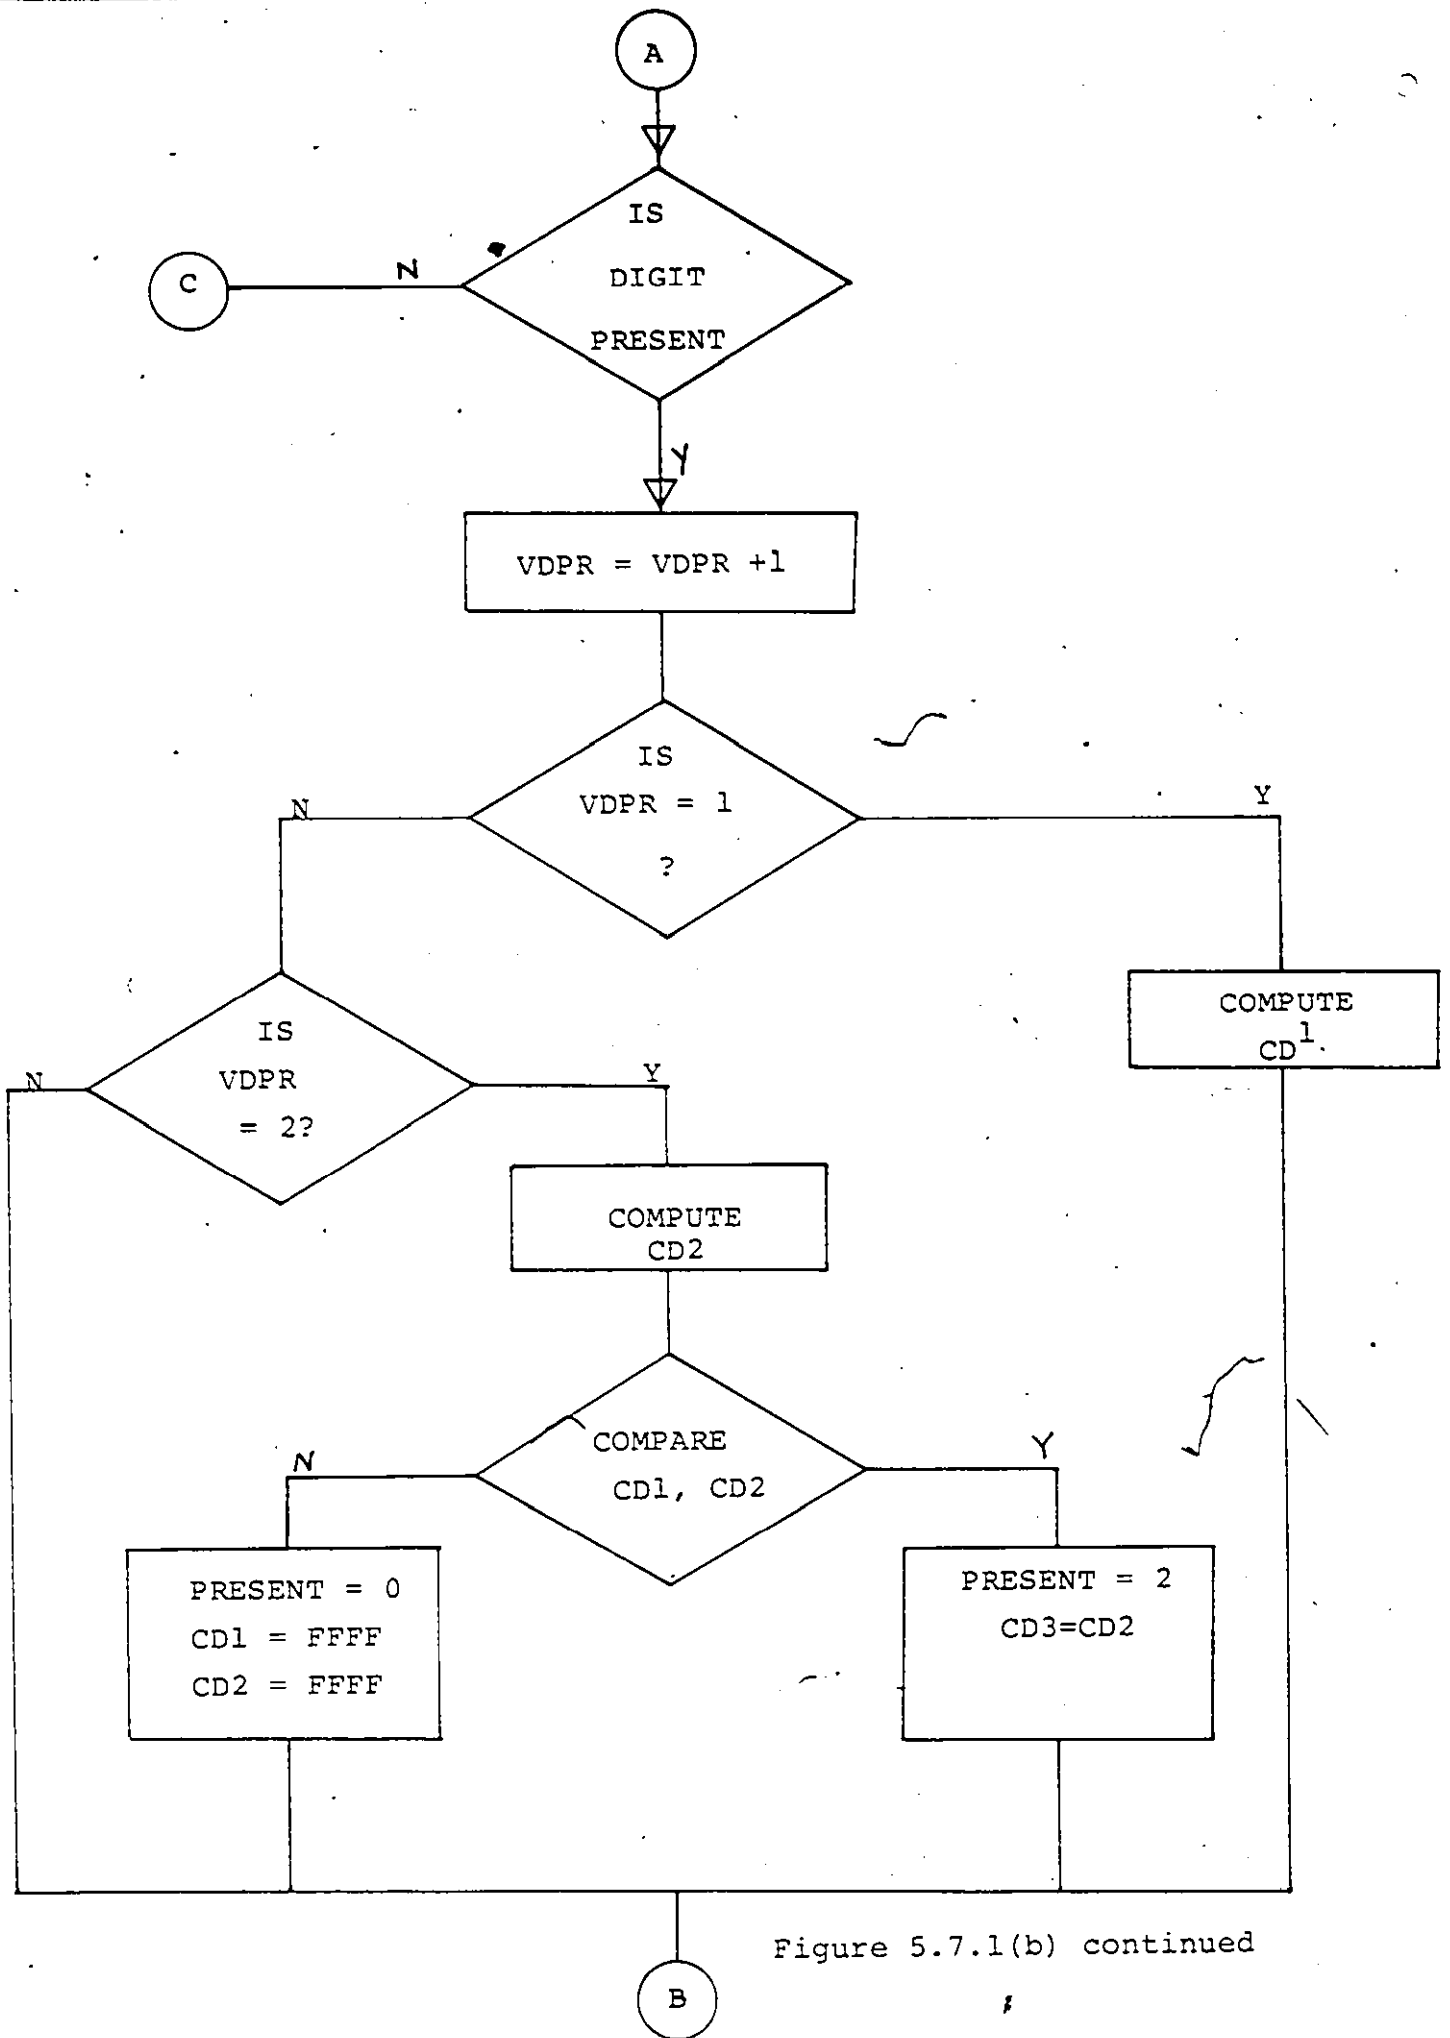 A
IS
DIGIT
PRESENT
N
C
Y
VDPR = VDPR +1
IS
VDPR = 1
?
N
Y
COMPUTE
CD1.
IS
VDPR
= 2?
N
Y
COMPUTE
CD2
COMPARE
CD1, CD2
N
Y
PRESENT = 0
CD1 = FFFF
CD2 = FFFF
PRESENT = 2
CD3=CD2
Figure 5.7.1(b) continued
B